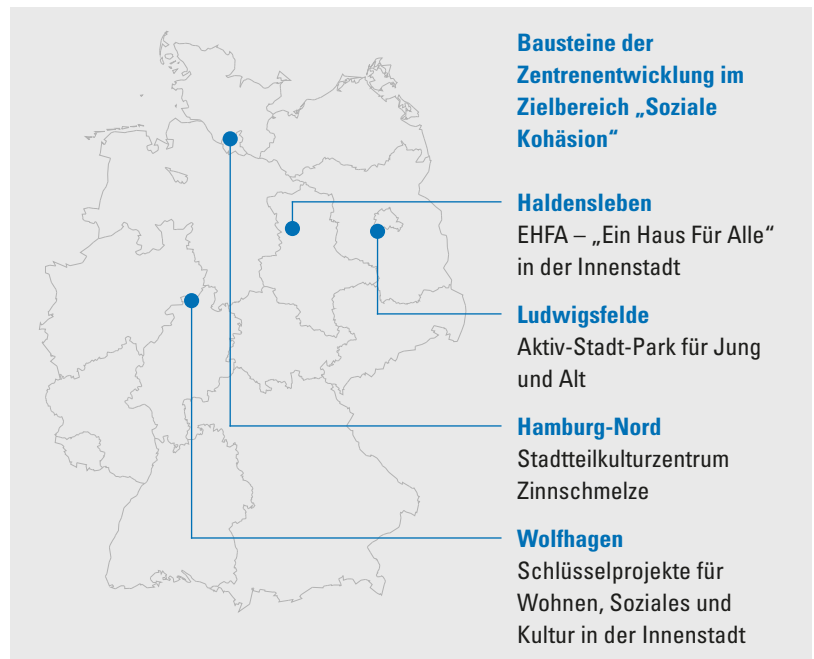 Bausteine der
Zentrenentwicklung im
Zielbereich „Soziale
Kohäsion“
Haldensleben
EHFA – „Ein Haus Für Alle“
in der Innenstadt
Ludwigsfelde
Aktiv-Stadt-Park für Jung
und Alt
Hamburg-Nord
Stadtteilkulturzentrum
Zinnschmelze
Wolfhagen
Schlüsselprojekte für
Wohnen, Soziales und
Kultur in der Innenstadt